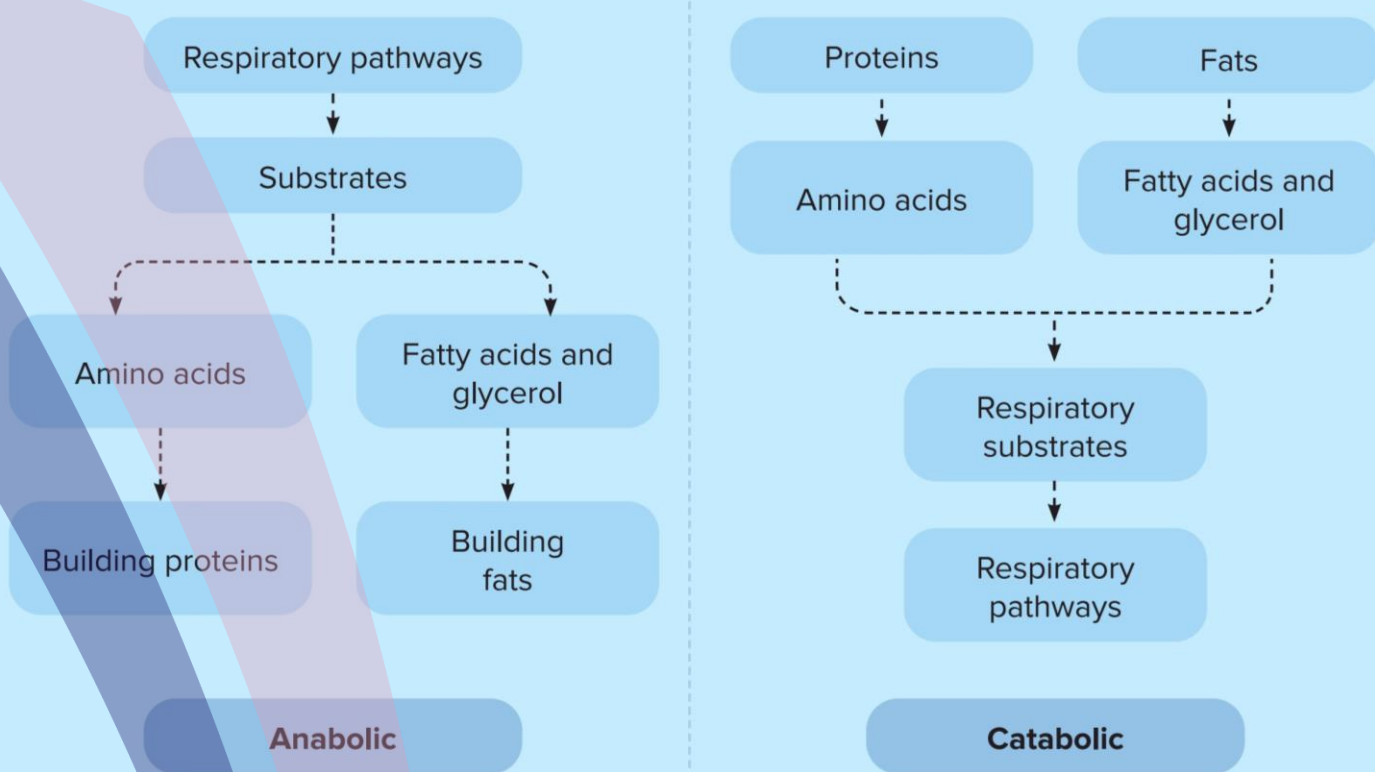 Respiratory pathways
Substrates
Amino acids
Fatty acids and
glycerol
Building proteins
Building
fats
Anabolic
Proteins
Fats
Amino acids
Fatty acids and
glycerol
Respiratory
substrates
Respiratory
pathways
Catabolic